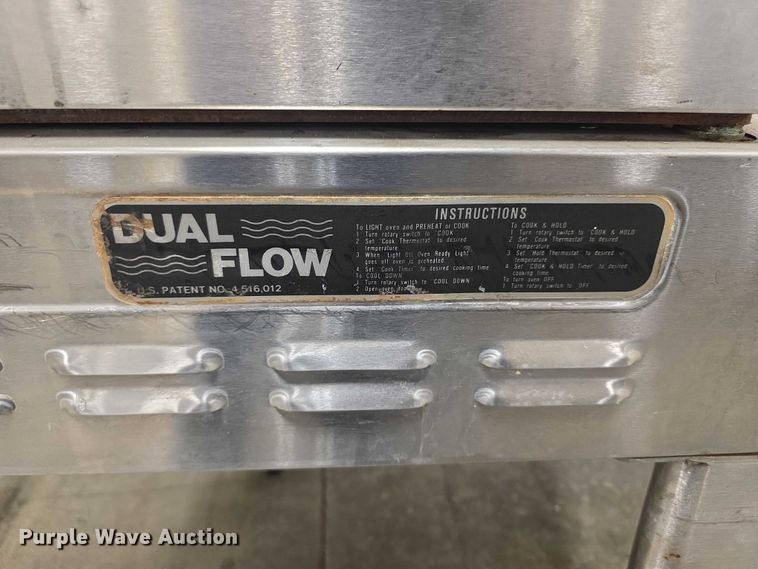 DUAL
FLOW
U.S. PATENT NO. 4,516,012
INSTRUCTIONS
To LIGHT oven and PREHEAT or COOK
1 Turn rotary switch to "COOK"
2 Set "Cook Thermostat" to desired
temperature.
3 When "Light Off Oven Ready Light"
goes off oven is preheated
4 Set "Cook Timer" to desired cooking time
To COOL DOWN
1 Turn rotary switch to "COOL DOWN"
2 Open oven
To COOK & HOLD
1 Turn rotary switch to "COOK & HOLD"
2 Set "Cook Thermostat" to desired
temperature
3 Set Hold Thermostat to desired
temperature.
4 Set "COOK & HOLD Timer" to desired
cooking time
To turn oven OFF
1 Turn rotary switch to "OFF"
Purple Wave Auction